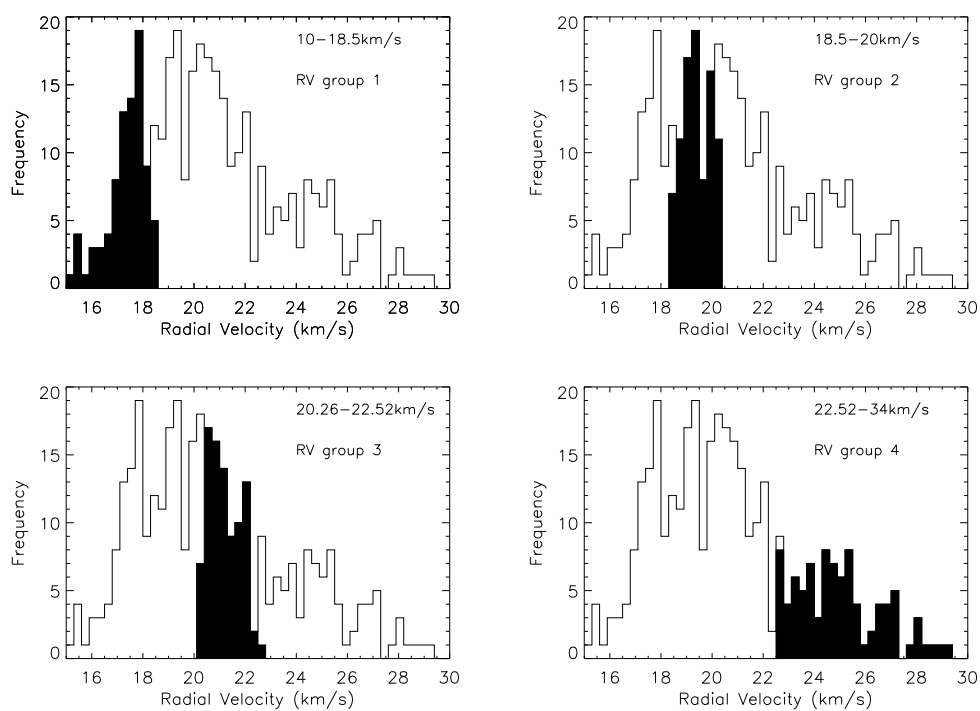 20
15
10
5
0
Frequency
10−18.5km/s
RV group 1
16 18 20 22 24 26 28 30
Radial Velocity (km/s)
20
15
10
5
0
Frequency
18.5−20km/s
RV group 2
16 18 20 22 24 26 28 30
Radial Velocity (km/s)
20
15
10
5
0
Frequency
20.26−22.52km/s
RV group 3
16 18 20 22 24 26 28 30
Radial Velocity (km/s)
20
15
10
5
0
Frequency
22.52−34km/s
RV group 4
16 18 20 22 24 26 28 30
Radial Velocity (km/s)